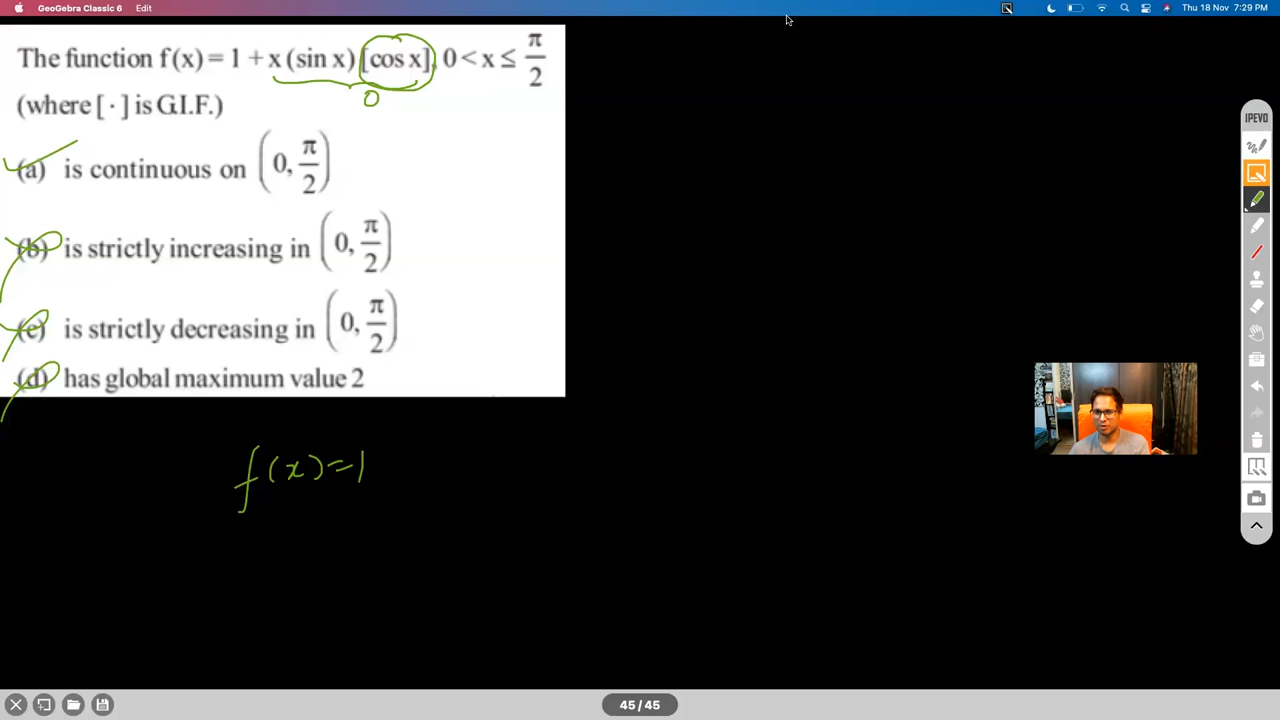 GeoGebra Classic 6 Edit Thu 18 Nov 7:29 PM
The function f(x) = 1 + x (sin x) [cos x], 0 < x ≤ π/2
0
(where [ · ] is G.I.F.)
(a) is continuous on (0, π/2)
(b) is strictly increasing in (0, π/2)
(c) is strictly decreasing in (0, π/2)
(d) has global maximum value 2
f(x)=1
IPEVO
45 / 45